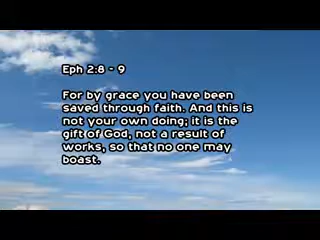 Eph 2:8 - 9
For by grace you have been
saved through faith. And this is
not your own doing; it is the
gift of God, not a result of
works, so that no one may
boast.